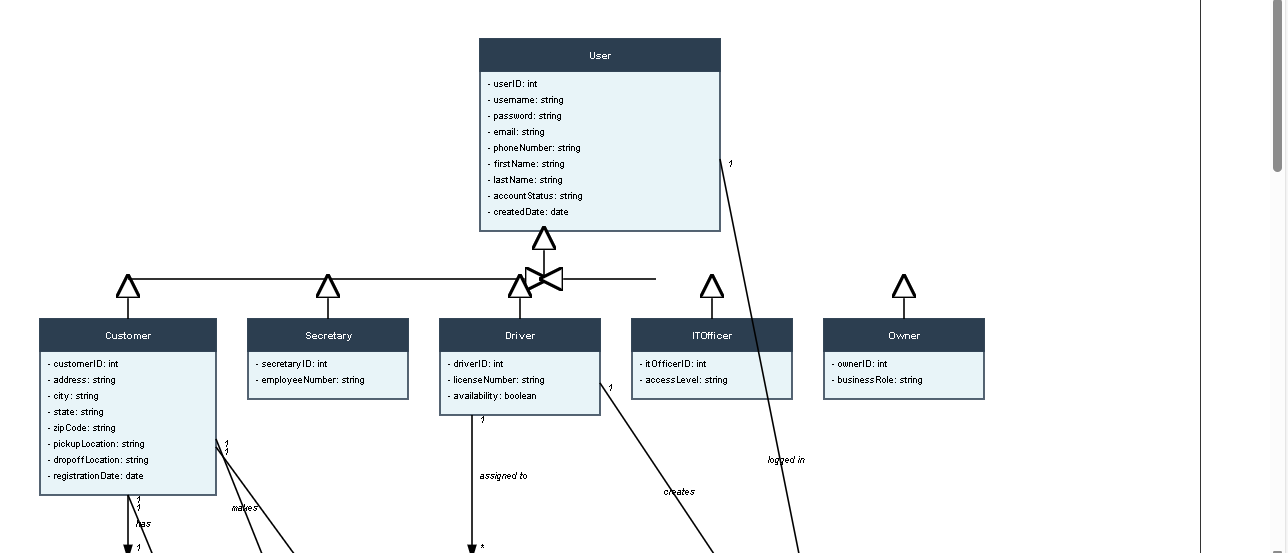 User
- userID: int
- username: string
- password: string
- email: string
- phoneNumber: string
- firstName: string
- lastName: string
- accountStatus: string
- createdDate: date
1
Customer
- customerID: int
- address: string
- city: string
- state: string
- zipCode: string
- pickupLocation: string
- dropoffLocation: string
- registrationDate: date
Secretary
- secretaryID: int
- employeeNumber: string
Driver
- driverID: int
- licenseNumber: string
- availability: boolean
ITOfficer
- itOfficerID: int
- accessLevel: string
Owner
- ownerID: int
- businessRole: string
1
1
1
1
logged in
assigned to
creates
1
1
makes
has
1
*